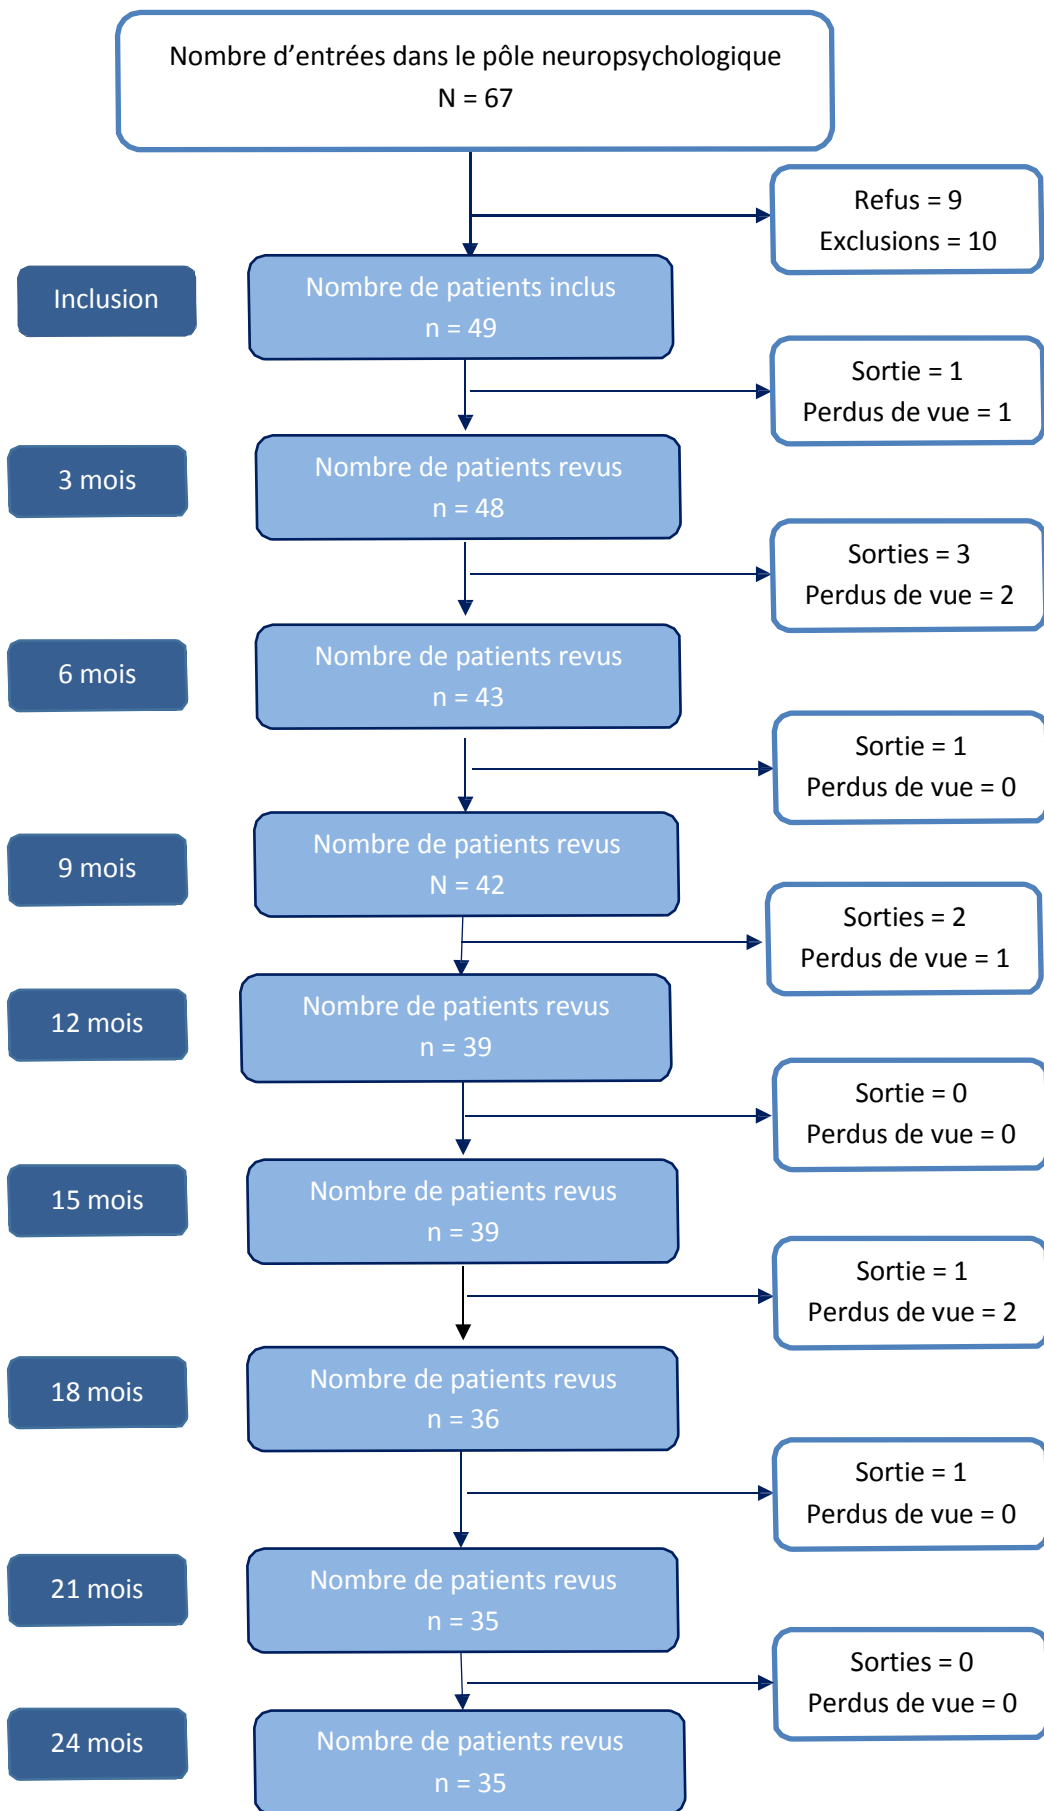 Nombre d’entrées dans le pôle neuropsychologique
N = 67
Refus = 9
Exclusions = 10
Inclusion
Nombre de patients inclus
n = 49
Sortie = 1
Perdus de vue = 1
3 mois
Nombre de patients revus
n = 48
Sorties = 3
Perdus de vue = 2
6 mois
Nombre de patients revus
n = 43
Sortie = 1
Perdus de vue = 0
9 mois
Nombre de patients revus
N = 42
Sorties = 2
Perdus de vue = 1
12 mois
Nombre de patients revus
n = 39
Sortie = 0
Perdus de vue = 0
15 mois
Nombre de patients revus
n = 39
Sortie = 1
Perdus de vue = 2
18 mois
Nombre de patients revus
n = 36
Sortie = 1
Perdus de vue = 0
21 mois
Nombre de patients revus
n = 35
Sorties = 0
Perdus de vue = 0
24 mois
Nombre de patients revus
n = 35